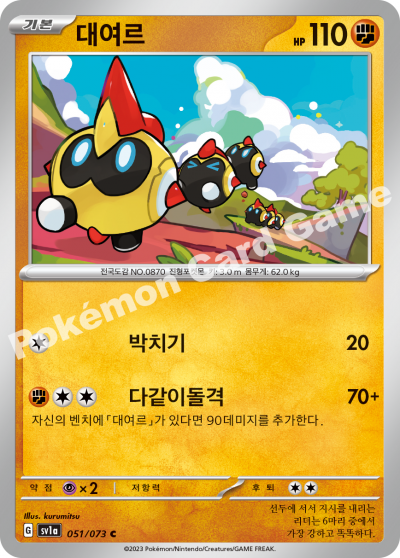 기본 대여르 HP 110
전국도감 NO.0870 진형포켓몬 키: 3.0 m 몸무게: 62.0 kg
Pokémon Card Game
박치기 20
다같이돌격 70+
자신의 벤치에 「대여르」가 있다면 90데미지를 추가한다.
약점 ×2 저항력 후퇴
Illus. kurumitsu
G sv1a 051/073 C
선두에 서서 지시를 내리는
리더는 6마리 중에서
가장 강하고 똑똑하다.
©2023 Pokémon/Nintendo/Creatures/GAME FREAK.